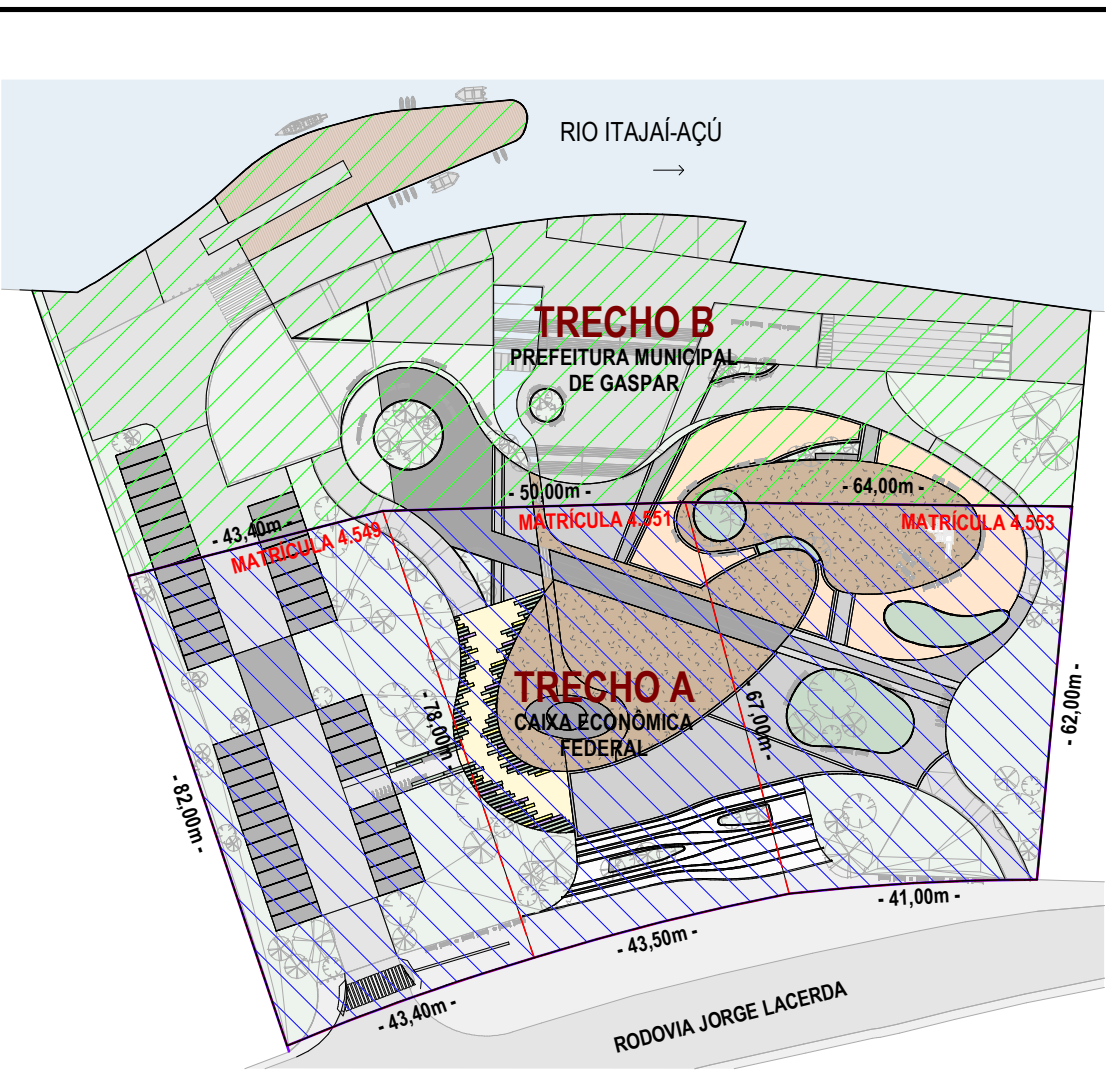 RIO ITAJAÍ-AÇÚ
TRECHO B
PREFEITURA MUNICIPAL
DE GASPAR
- 50,00m -
- 64,00m -
- 43,40m -
MATRÍCULA 4.549
MATRÍCULA 4.551
MATRÍCULA 4.553
TRECHO A
CAIXA ECONÔMICA
FEDERAL
- 78,00m -
- 67,00m -
- 62,00m -
- 82,00m -
- 41,00m -
- 43,50m -
- 43,40m -
RODOVIA JORGE LACERDA